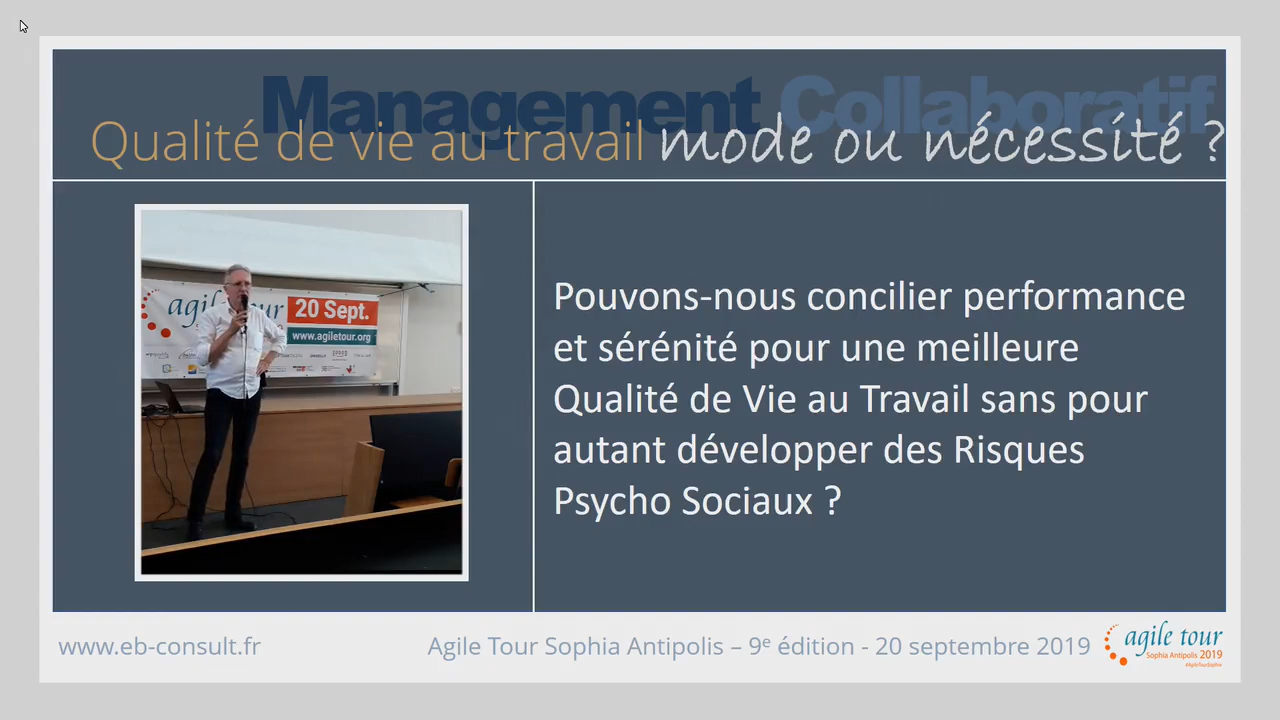 Management Collaboratif
Qualité de vie au travail mode ou nécessité ?
agile tour
20 Sept.
www.agiletour.org
Pouvons-nous concilier performance
et sérénité pour une meilleure
Qualité de Vie au Travail sans pour
autant développer des Risques
Psycho Sociaux ?
www.eb-consult.fr
Agile Tour Sophia Antipolis – 9e édition - 20 septembre 2019
agile tour
Sophia Antipolis 2019
#AgileTourSophia